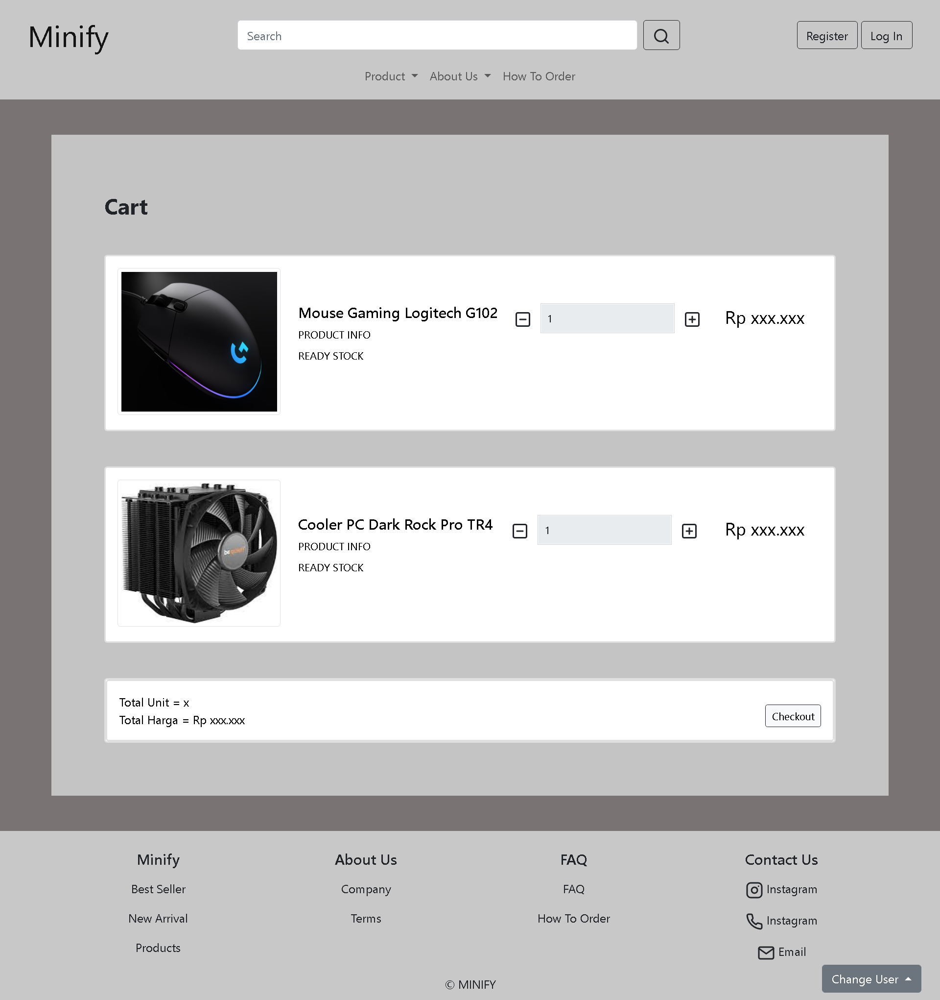 Minify
Search
Register
Log In
Product
About Us
How To Order
Cart
Mouse Gaming Logitech G102
PRODUCT INFO
READY STOCK
1
Rp xxx.xxx
be quiet!
Cooler PC Dark Rock Pro TR4
PRODUCT INFO
READY STOCK
1
Rp xxx.xxx
Total Unit = x
Total Harga = Rp xxx.xxx
Checkout
Minify
Best Seller
New Arrival
Products
About Us
Company
Terms
FAQ
FAQ
How To Order
Contact Us
Instagram
Instagram
Email
© MINIFY
Change User